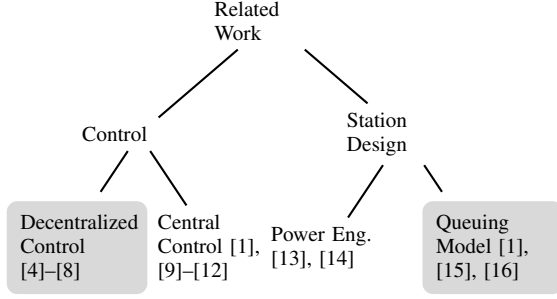 Related
Work
Control
Station
Design
Decentralized
Control
[4]–[8]
Central
Control [1],
[9]–[12]
Power Eng.
[13], [14]
Queuing
Model [1],
[15], [16]